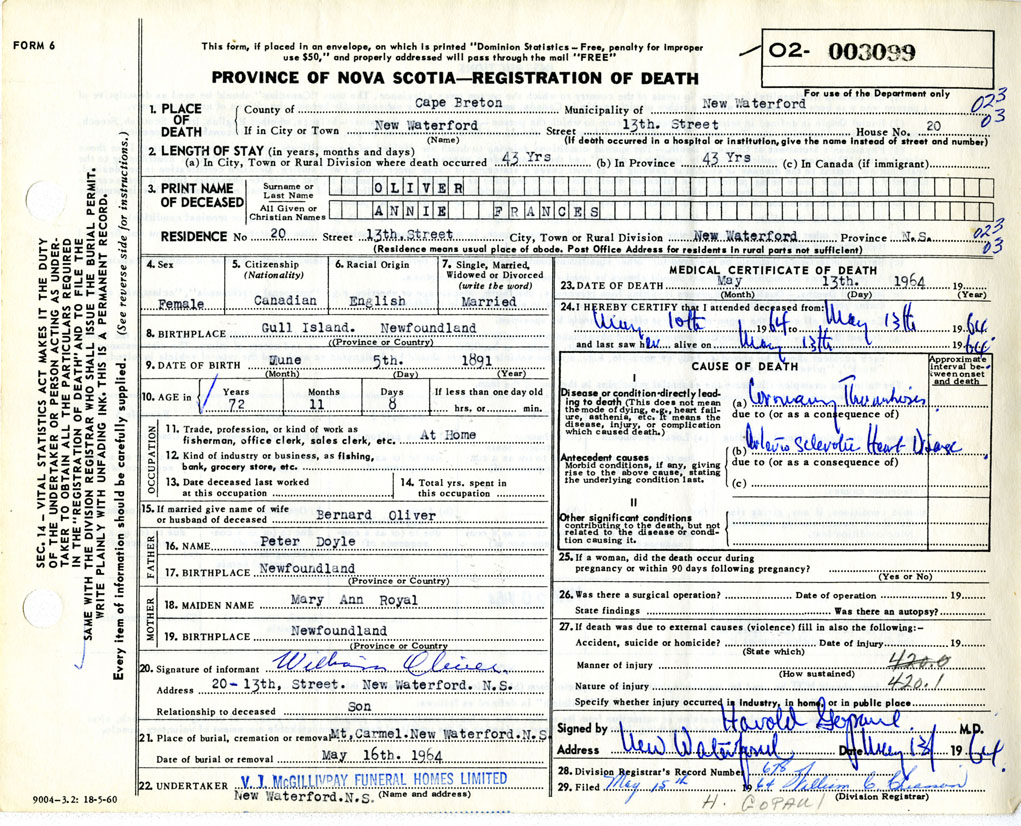 FORM 6
This form, if placed in an envelope, on which is printed "Dominion Statistics – Free, penalty for improper
use $50," and properly addressed will pass through the mail "FREE"
O2- 003099
For use of the Department only
PROVINCE OF NOVA SCOTIA—REGISTRATION OF DEATH
023
03
SEC. 14 – VITAL STATISTICS ACT MAKES IT THE DUTY
OF THE UNDERTAKER OR PERSON ACTING AS UNDER-
TAKER TO OBTAIN ALL THE PARTICULARS REQUIRED
IN THE "REGISTRATION OF DEATH" AND TO FILE THE
SAME WITH THE DIVISION REGISTRAR WHO SHALL ISSUE THE BURIAL PERMIT.
WRITE PLAINLY WITH UNFADING INK. THIS IS A PERMANENT RECORD.
Every item of information should be carefully supplied. (See reverse side for instructions.)
1. PLACE OF DEATH
County of Cape Breton Municipality of New Waterford
If in City or Town New Waterford Street 13th. Street House No. 20
(Name) (If death occurred in a hospital or institution, give the name instead of street and number)
2. LENGTH OF STAY (in years, months and days)
(a) In City, Town or Rural Division where death occurred 43 Yrs (b) In Province 43 Yrs (c) In Canada (if immigrant)
3. PRINT NAME OF DECEASED
Surname or Last Name OLIVER
All Given or Christian Names ANNIE FRANCES
RESIDENCE No 20 Street 13th.Street City, Town or Rural Division New Waterford Province N.S.
023
03
(Residence means usual place of abode. Post Office Address for residents in rural parts not sufficient)
4. Sex Female
5. Citizenship (Nationality) Canadian
6. Racial Origin English
7. Single, Married, Widowed or Divorced (write the word) Married
8. BIRTHPLACE Gull Island. Newfoundland
(Province or Country)
9. DATE OF BIRTH Mune 5th. 1891
(Month) (Day) (Year)
10. AGE in Years 72 Months 11 Days 8 If less than one day old hrs. or min.
OCCUPATION
11. Trade, profession, or kind of work as
fisherman, office clerk, sales clerk, etc. At Home
12. Kind of industry or business, as fishing,
bank, grocery store, etc.
13. Date deceased last worked at this occupation
14. Total yrs. spent in this occupation
15. If married give name of wife
or husband of deceased Bernard Oliver
FATHER
16. NAME Peter Doyle
17. BIRTHPLACE Newfoundland
(Province or Country)
MOTHER
18. MAIDEN NAME Mary Ann Royal
19. BIRTHPLACE Newfoundland
(Province or Country)
20. Signature of informant William Oliver.
Address 20-13th, Street. New Waterford. N.S.
Relationship to deceased Son
21. Place of burial, cremation or removal Mt, Carmel. New Waterford. N.S
Date of burial or removal May 16th. 1964
22. UNDERTAKER V. J. McGILLIVRAY FUNERAL HOMES LIMITED
New Waterford.N.S. (Name and address)
9004-3.2: 18-5-60
MEDICAL CERTIFICATE OF DEATH
23. DATE OF DEATH May 13th. 1964 19
(Month) (Day) (Year)
24. I HEREBY CERTIFY that I attended deceased from:
May 10th 1964 to May 13th 1964
and last saw her alive on May 13th 1964
CAUSE OF DEATH
Approximate interval be- tween onset and death
I
Disease or condition directly lead-
ing to death (This does not mean
the mode of dying, e.g., heart fail-
ure, asthenia, etc. It means the
disease, injury, or complication
which caused death.)
(a) Coronary Thrombosis
due to (or as a consequence of)
(b) Arterio Sclerotic Heart Disease
Antecedent causes
Morbid conditions, if any, giving
rise to the above cause, stating
the underlying condition last.
due to (or as a consequence of)
(c)
II
Other significant conditions
contributing to the death, but not
related to the disease or condi-
tion causing it.
25. If a woman, did the death occur during
pregnancy or within 90 days following pregnancy?
(Yes or No)
26. Was there a surgical operation? Date of operation 19
State findings Was there an autopsy?
27. If death was due to external causes (violence) fill in also the following:–
Accident, suicide or homicide? Date of injury 19
(State which)
Manner of injury 420.0
(How sustained)
Nature of injury 420.1
Specify whether injury occurred in industry, in home, or in public place
Signed by Harold Gopaul M.D.
Address New Waterford Date May 13/ 1964.
28. Division Registrar's Record Number 678
29. Filed May 15th 1964 William C
(Division Registrar)
H. GOPAUL